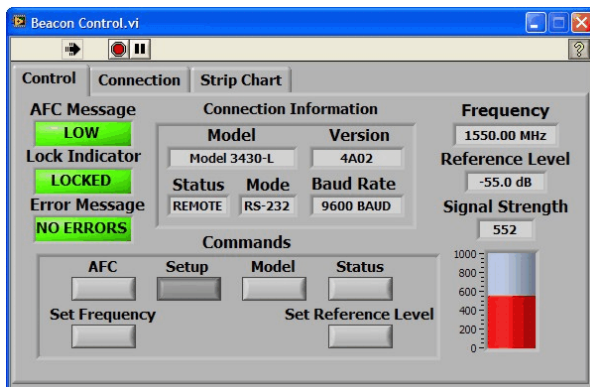 Beacon Control.vi
?
Control Connection Strip Chart
AFC Message
LOW
Lock Indicator
LOCKED
Error Message
NO ERRORS
Connection Information
Model Version
Model 3430-L 4A02
Status Mode Baud Rate
REMOTE RS-232 9600 BAUD
Frequency
1550.00 MHz
Reference Level
-55.0 dB
Signal Strength
552
1000
800
600
400
200
0
Commands
AFC Setup Model Status
Set Frequency Set Reference Level